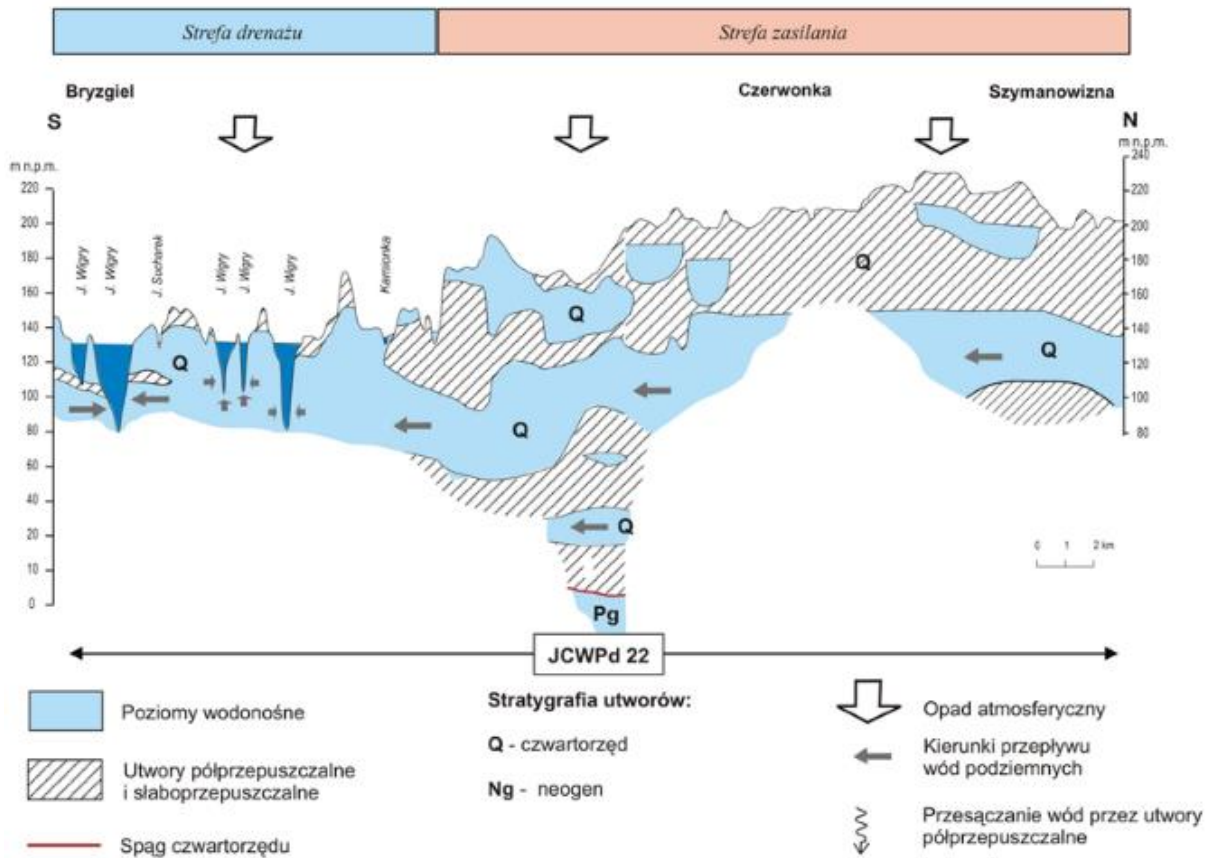 Strefa drenażu
Strefa zasilania
Bryzgiel
Czerwonka
Szymanowizna
S
N
m n.p.m.
m n.p.m.
240
220
220
200
200
180
180
160
160
140
140
120
120
100
100
80
80
60
40
20
10
0
J. Wigry
J. Wigry
J. Sucharek
J. Wigry
J. Wigry
J. Wigry
Kamionka
Q
Q
Q
Q
Q
Q
Pg
0 1 2 km
JCWPd 22
Poziomy wodonośne
Utwory półprzepuszczalne
i słaboprzepuszczalne
Spąg czwartorzędu
Stratygrafia utworów:
Q - czwartorzęd
Ng - neogen
Opad atmosferyczny
Kierunki przepływu
wód podziemnych
Przesączanie wód przez utwory
półprzepuszczalne